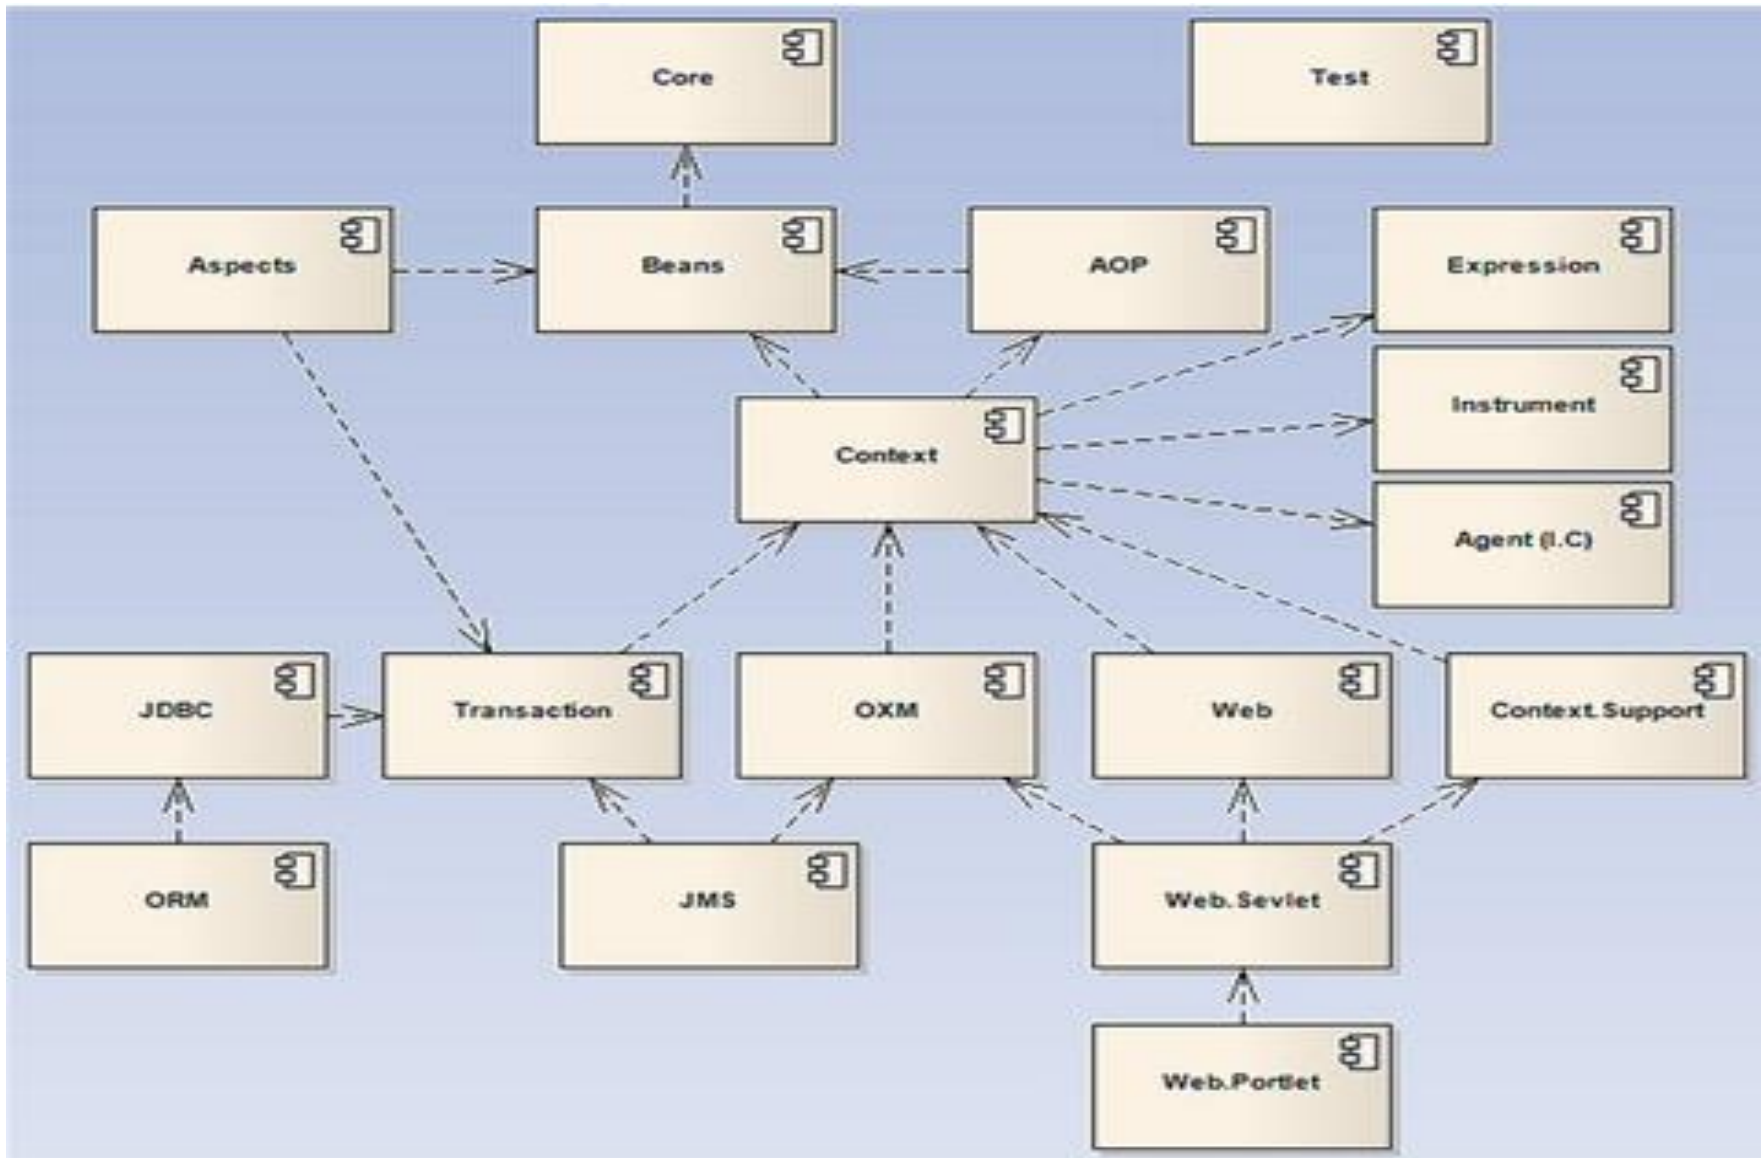 Core
Test
Aspects
Beans
AOP
Expression
Instrument
Context
Agent (I.C)
JDBC
Transaction
OXM
Web
Context.Support
ORM
JMS
Web.Sevlet
Web.Portlet